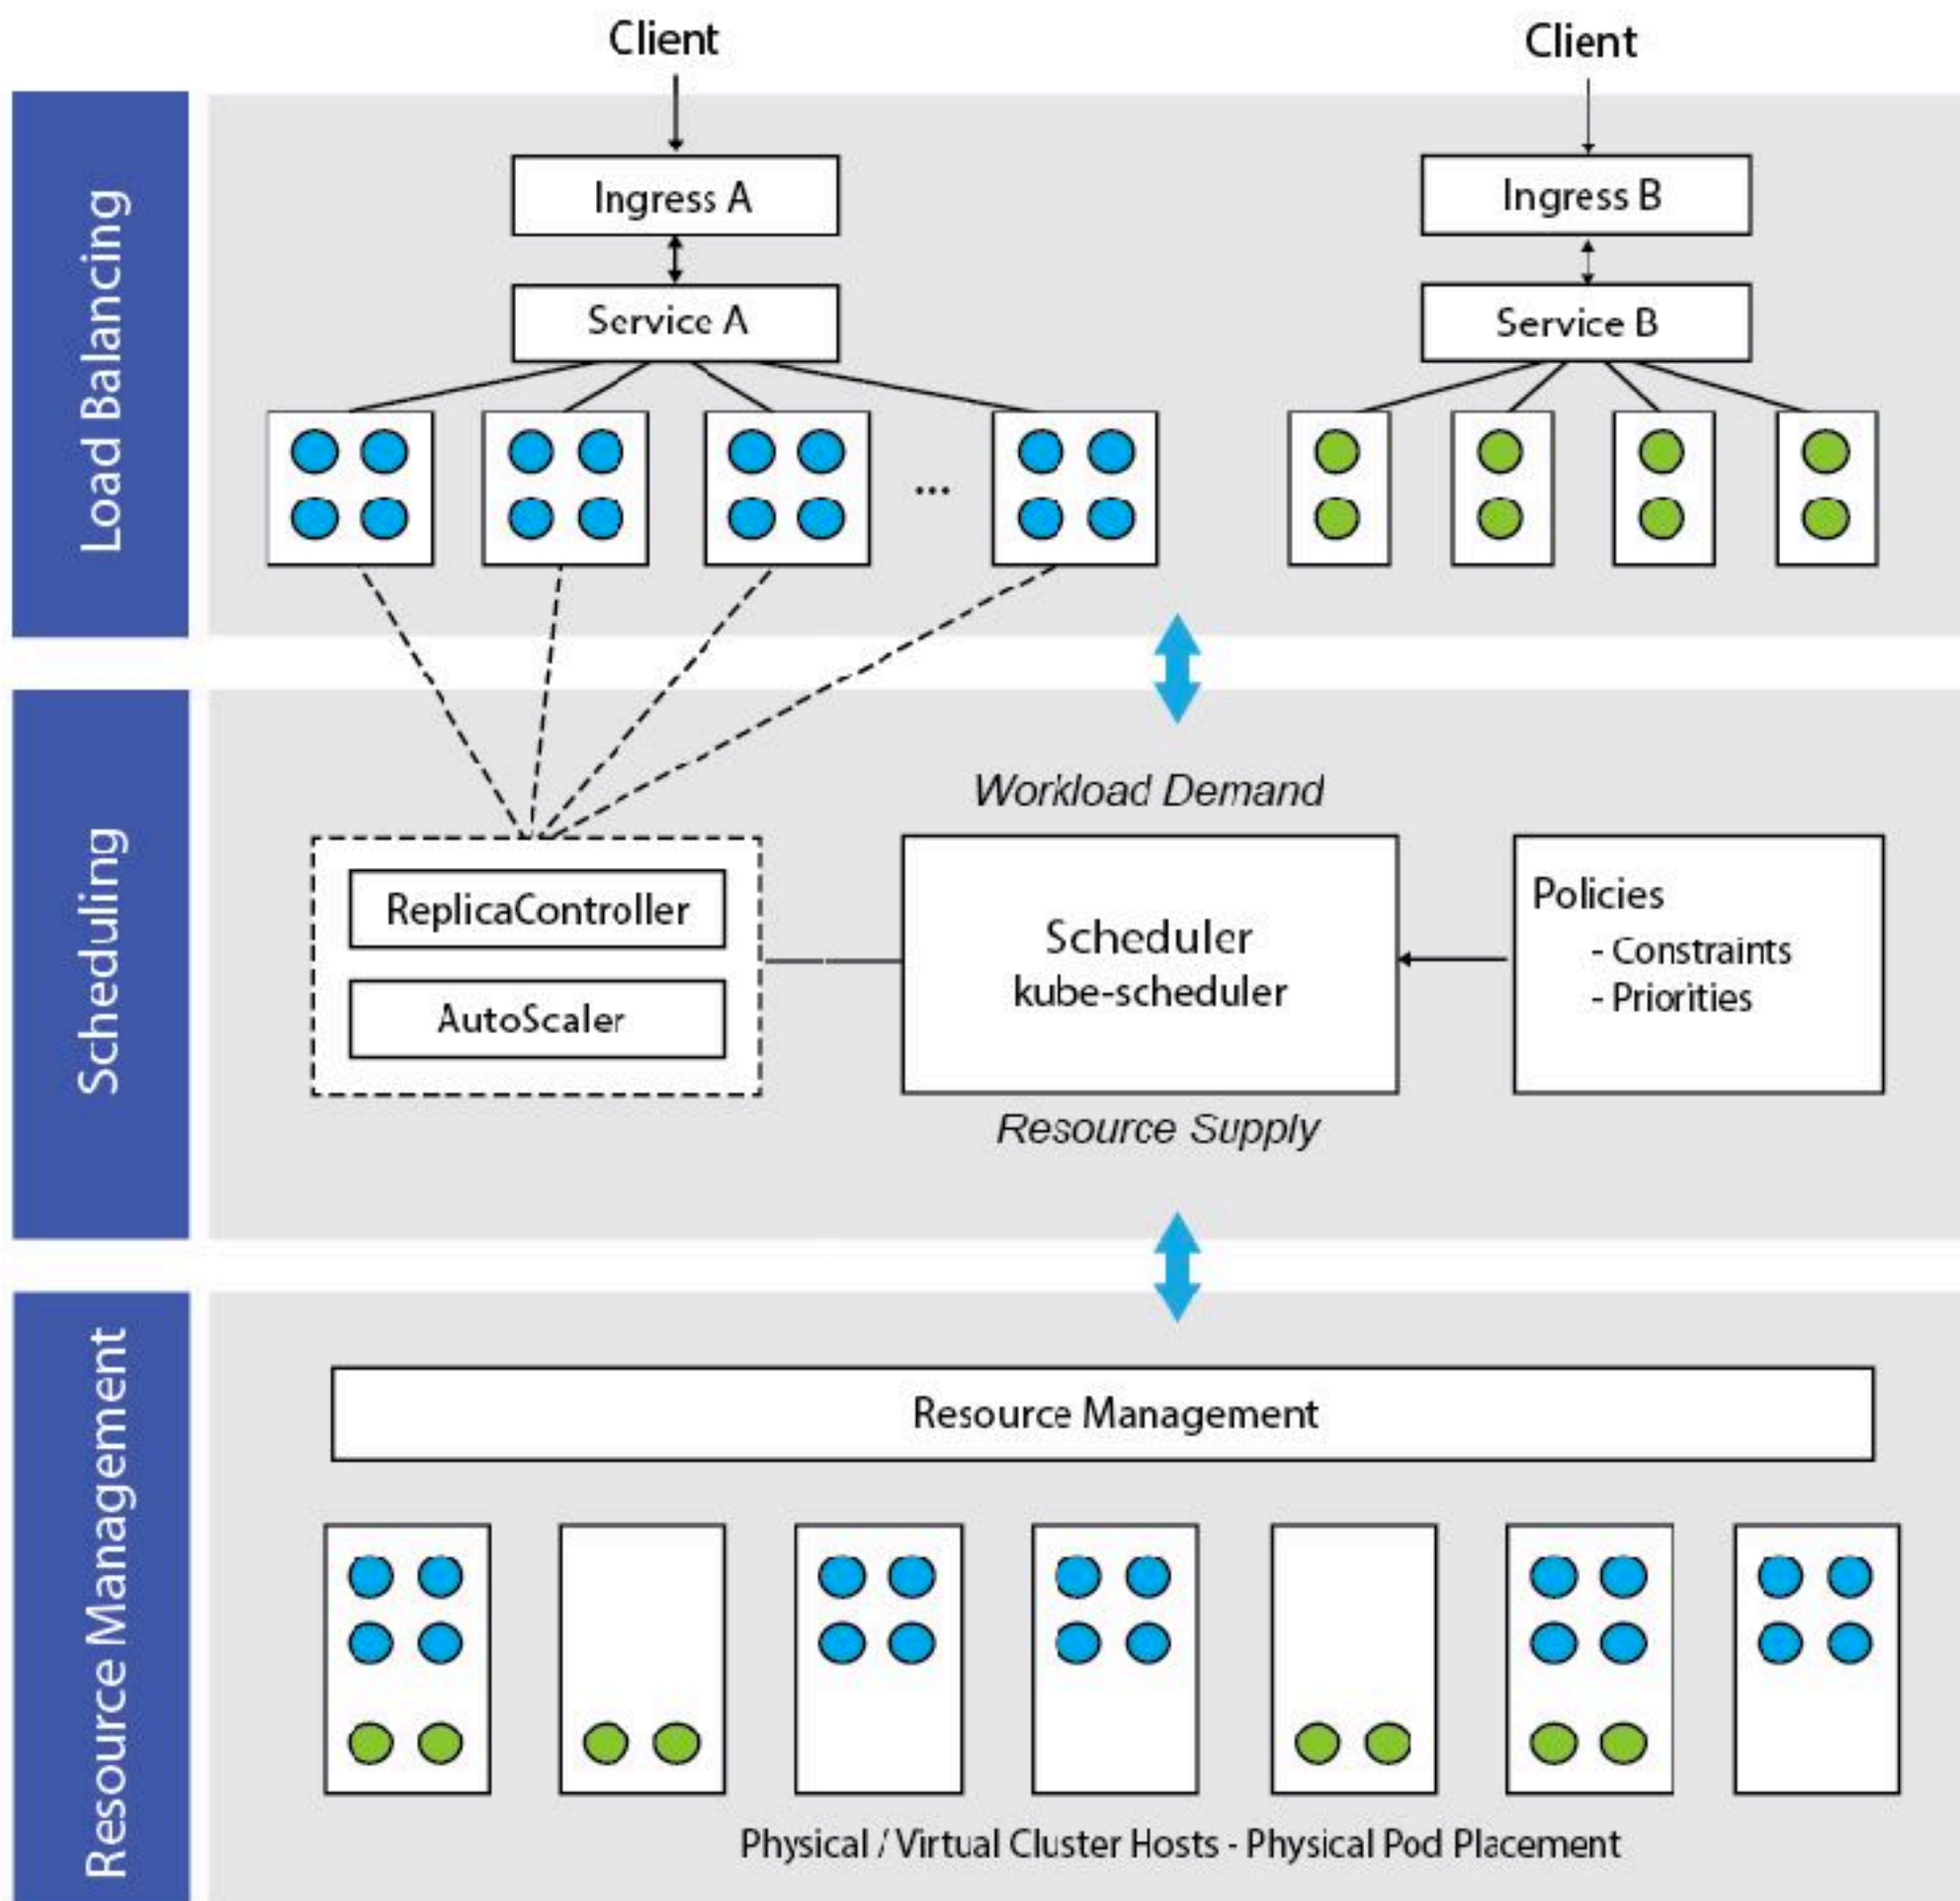 Client
Client
Load Balancing
Ingress A
Ingress B
Service A
Service B
...
Scheduling
Workload Demand
ReplicaController
AutoScaler
Scheduler
kube-scheduler
Policies
- Constraints
- Priorities
Resource Supply
Resource Management
Resource Management
Physical / Virtual Cluster Hosts - Physical Pod Placement